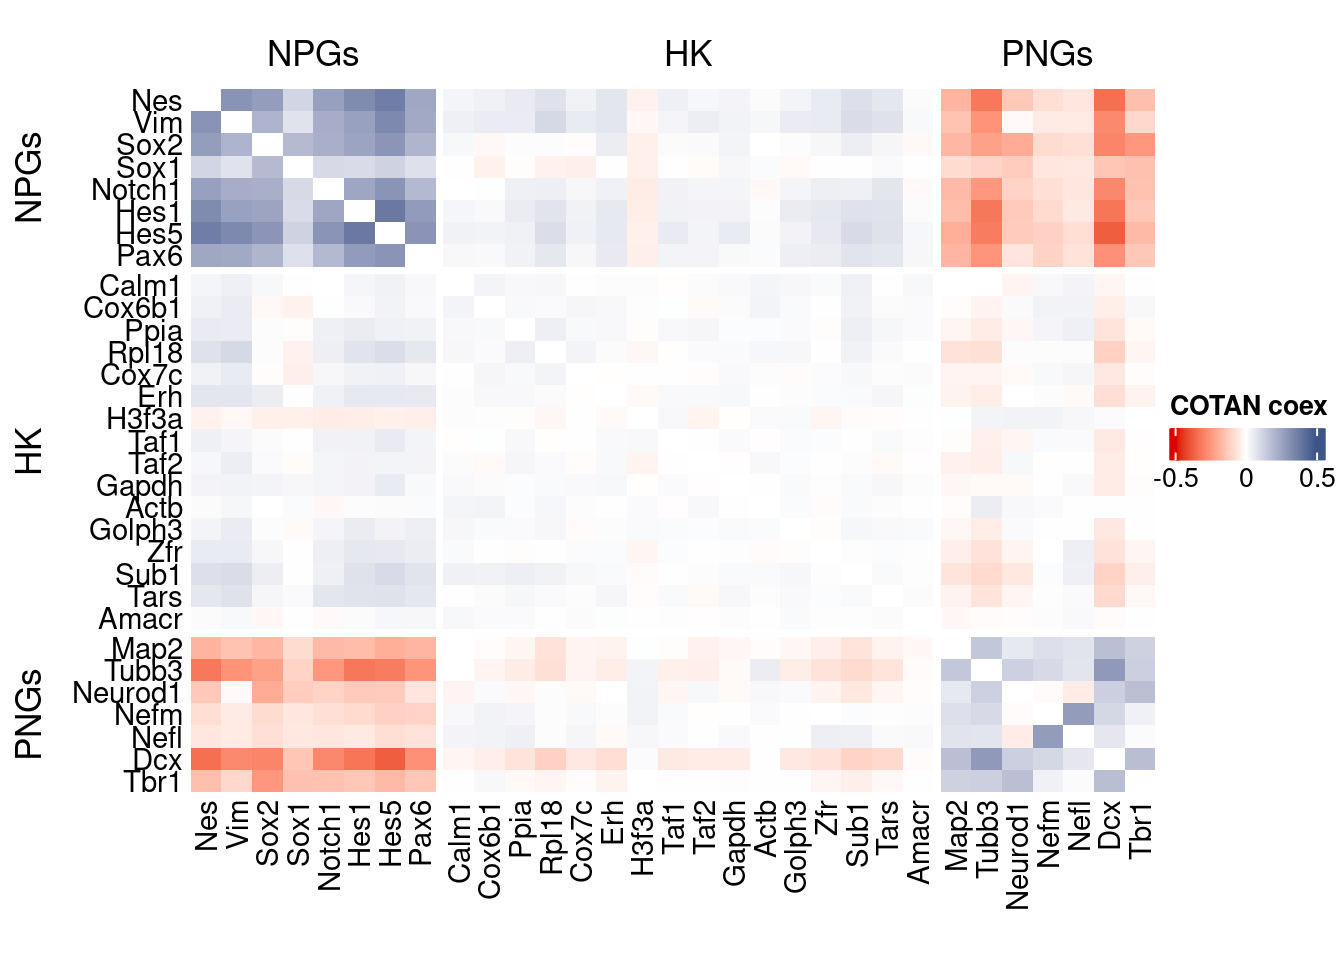 NPGs HK PNGs
NPGs
HK
PNGs
Nes
Vim
Sox2
Sox1
Notch1
Hes1
Hes5
Pax6
Calm1
Cox6b1
Ppia
Rpl18
Cox7c
Erh
H3f3a
Taf1
Taf2
Gapdh
Actb
Golph3
Zfr
Sub1
Tars
Amacr
Map2
Tubb3
Neurod1
Nefm
Nefl
Dcx
Tbr1
Nes Vim Sox2 Sox1 Notch1 Hes1 Hes5 Pax6 Calm1 Cox6b1 Ppia Rpl18 Cox7c Erh H3f3a Taf1 Taf2 Gapdh Actb Golph3 Zfr Sub1 Tars Amacr Map2 Tubb3 Neurod1 Nefm Nefl Dcx Tbr1
COTAN coex
-0.5 0 0.5